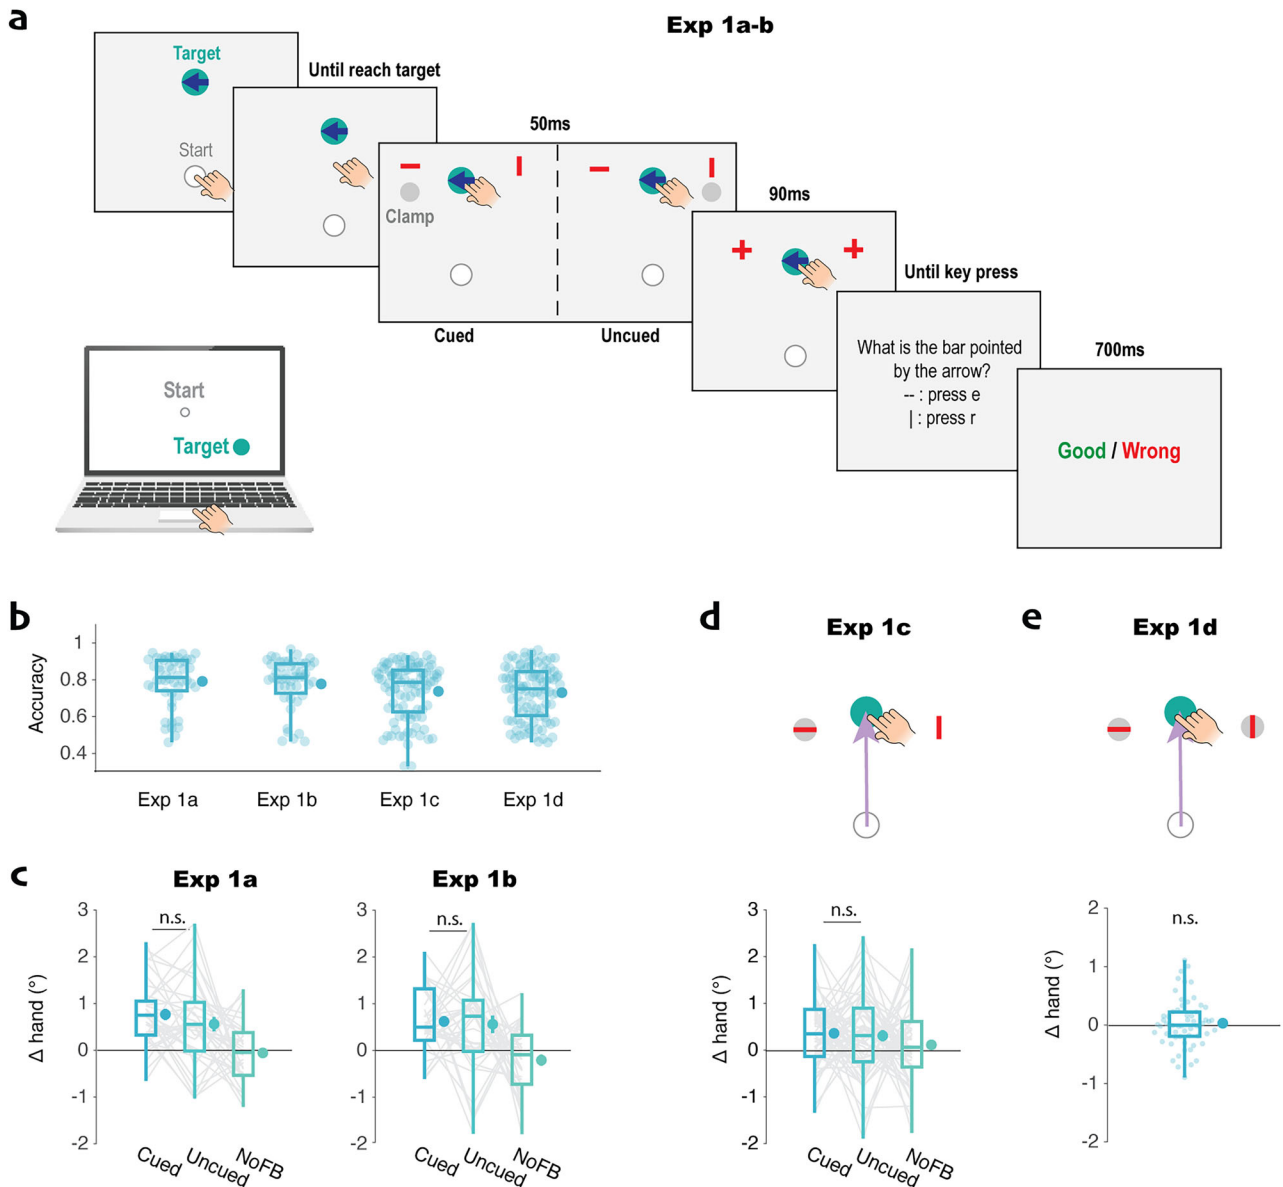 a
Exp 1a-b
Target
Start
Until reach target
50ms
Clamp
Cued
Uncued
90ms
Until key press
What is the bar pointed
by the arrow?
-- : press e
| : press r
700ms
Good / Wrong
Start
Target
b
Accuracy
1
0.8
0.6
0.4
Exp 1a
Exp 1b
Exp 1c
Exp 1d
c
Exp 1a
Δ hand (°)
3
2
1
0
-1
-2
n.s.
Cued
Uncued
NoFB
Exp 1b
3
2
1
0
-1
-2
n.s.
Cued
Uncued
NoFB
d
Exp 1c
Δ hand (°)
3
2
1
0
-1
-2
n.s.
Cued
Uncued
NoFB
e
Exp 1d
Δ hand (°)
2
1
0
-1
-2
n.s.